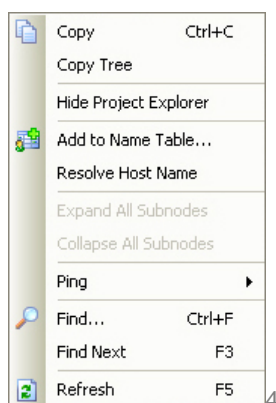 Copy Ctrl+C
Copy Tree
Hide Project Explorer
Add to Name Table...
Resolve Host Name
Expand All Subnodes
Collapse All Subnodes
Ping
Find... Ctrl+F
Find Next F3
Refresh F5